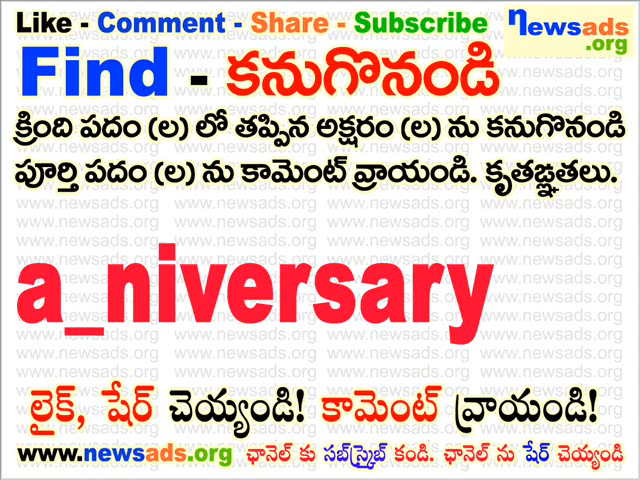 Like - Comment - Share - Subscribe
newsads
.org
Find - కనుగొనండి
క్రింది పదం (ల) లో తప్పిన అక్షరం (ల) ను కనుగొనండి
పూర్తి పదం (ల) ను కామెంట్ వ్రాయండి. కృతఙ్ఞతలు.
a_niversary
లైక్, షేర్ చెయ్యండి! కామెంట్ వ్రాయండి!
www.newsads.org ఛానెల్ కు సబ్‌స్క్రైబ్ కండి. ఛానెల్ ను షేర్ చెయ్యండి